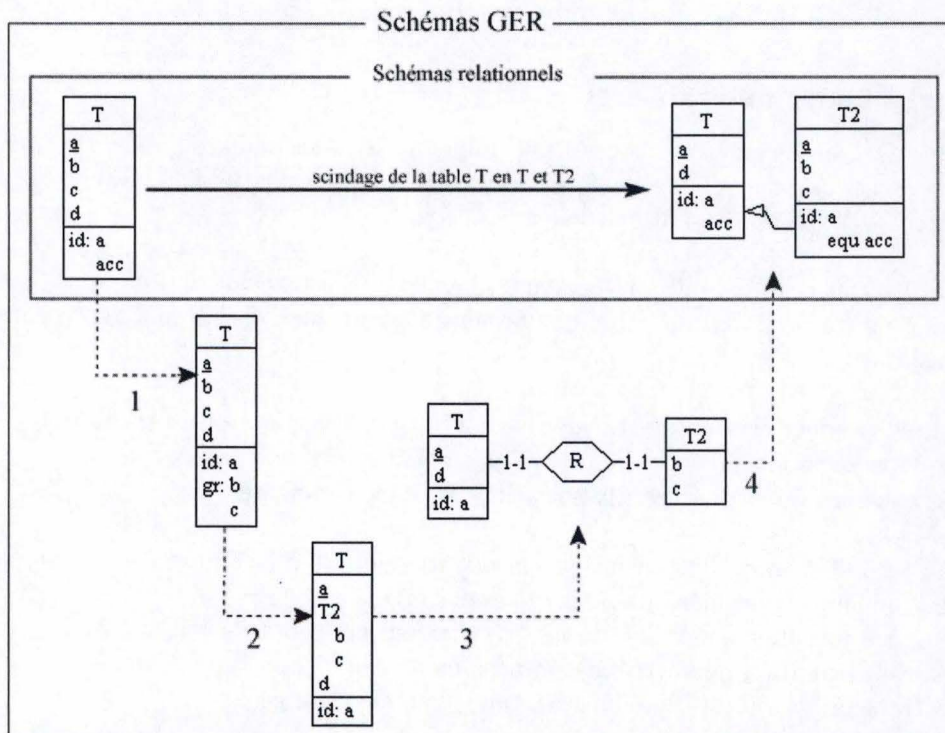 Schémas GER
Schémas relationnels
T
a
b
c
d
id: a
acc
scindage de la table T en T et T2
T
a
d
id: a
acc
T2
a
b
c
id: a
equ acc
1
T
a
b
c
d
id: a
gr: b
c
2
T
a
T2
b
c
d
id: a
3
T
a
d
id: a
1-1
R
1-1
T2
b
c
4